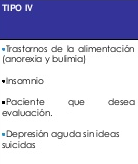 TIPO IV
•Trastornos de la alimentación
(anorexia y bulimia)
•Insomnio
•Paciente que desea
evaluación.
•Depresión aguda sin ideas
suicidas